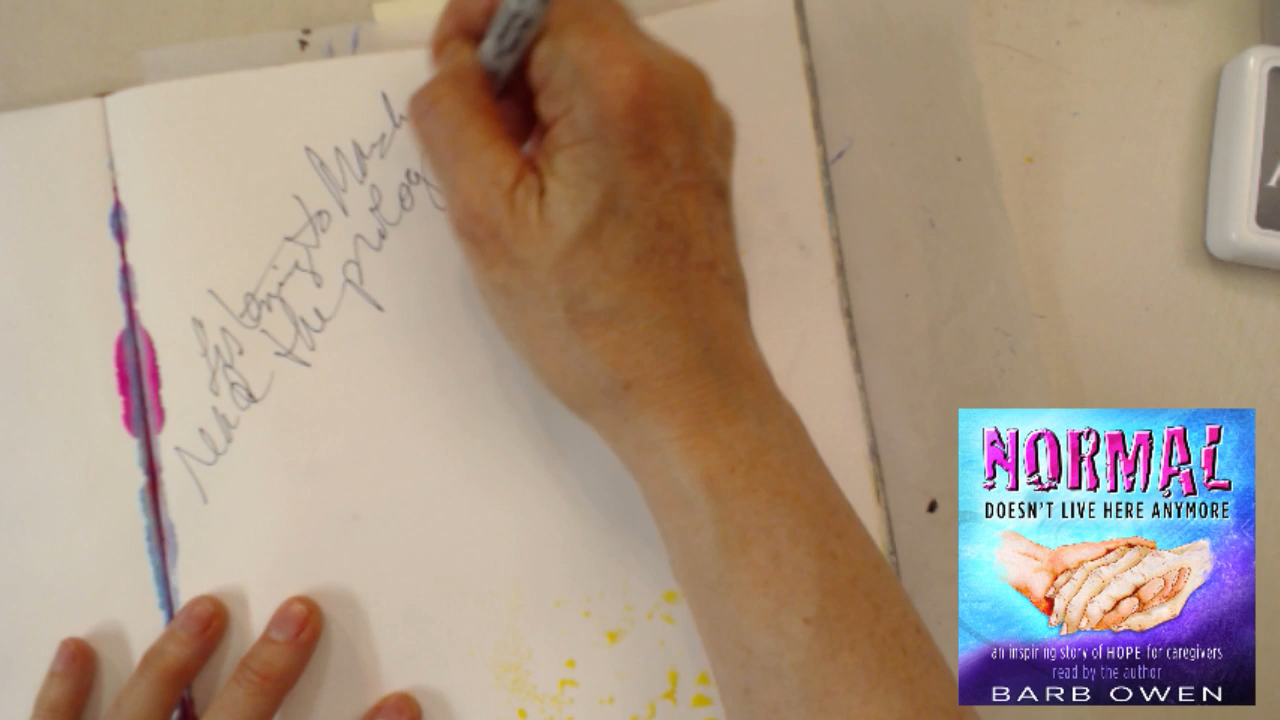 Listening to
read the prolog
NORMAL
DOESN'T LIVE HERE ANYMORE
an inspiring story of HOPE for caregivers
read by the author
BARB OWEN